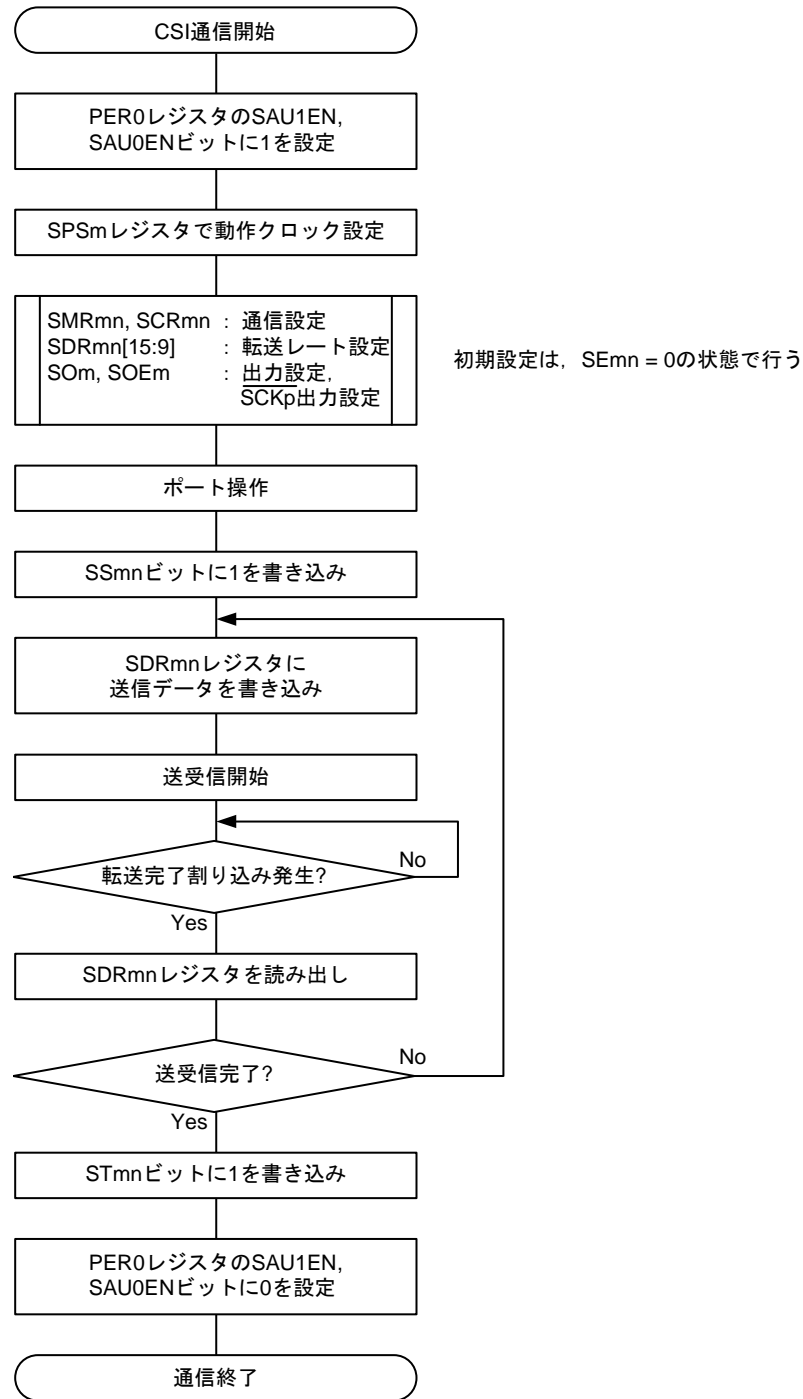 CSI通信開始
PER0レジスタのSAU1EN,
SAU0ENビットに1を設定
SPSmレジスタで動作クロック設定
SMRmn, SCRmn : 通信設定
SDRmn[15:9] : 転送レート設定
SOm, SOEm : 出力設定,
SCKp出力設定
初期設定は，SEmn = 0の状態で行う
ポート操作
SSmnビットに1を書き込み
SDRmnレジスタに
送信データを書き込み
送受信開始
転送完了割り込み発生?
No
Yes
SDRmnレジスタを読み出し
送受信完了?
No
Yes
STmnビットに1を書き込み
PER0レジスタのSAU1EN,
SAU0ENビットに0を設定
通信終了